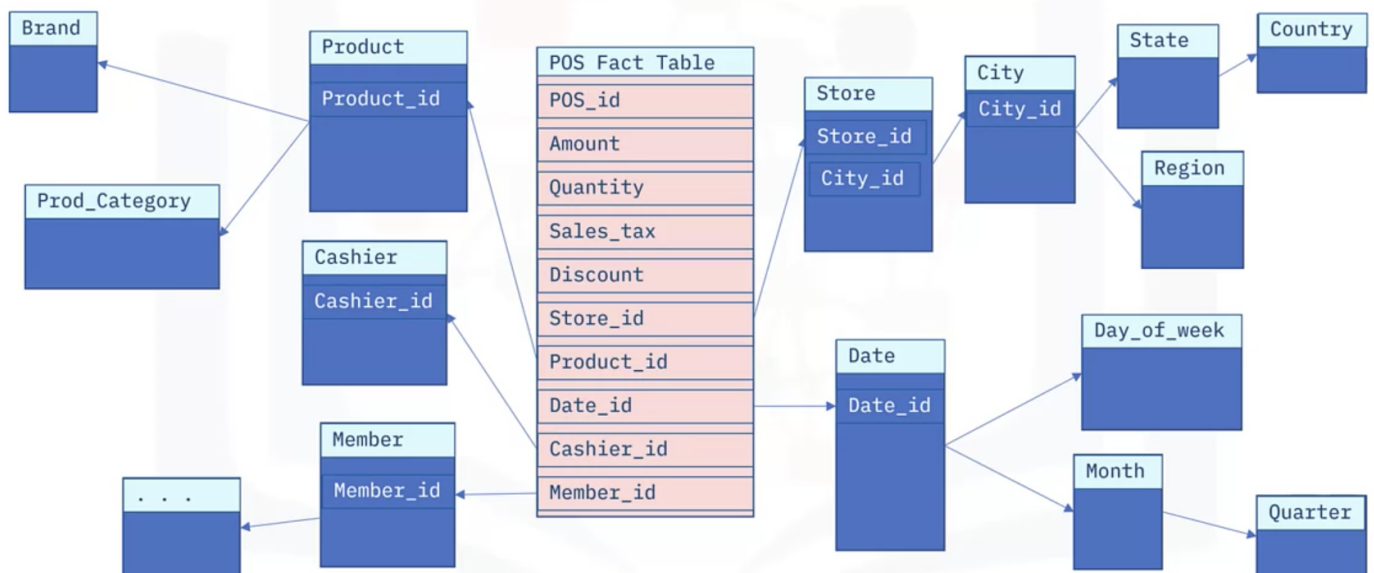 Brand
Product
Product_id
Prod_Category
Cashier
Cashier_id
Member
Member_id
. . .
POS Fact Table
POS_id
Amount
Quantity
Sales_tax
Discount
Store_id
Product_id
Date_id
Cashier_id
Member_id
Store
Store_id
City_id
City
City_id
State
Country
Region
Date
Date_id
Day_of_week
Month
Quarter